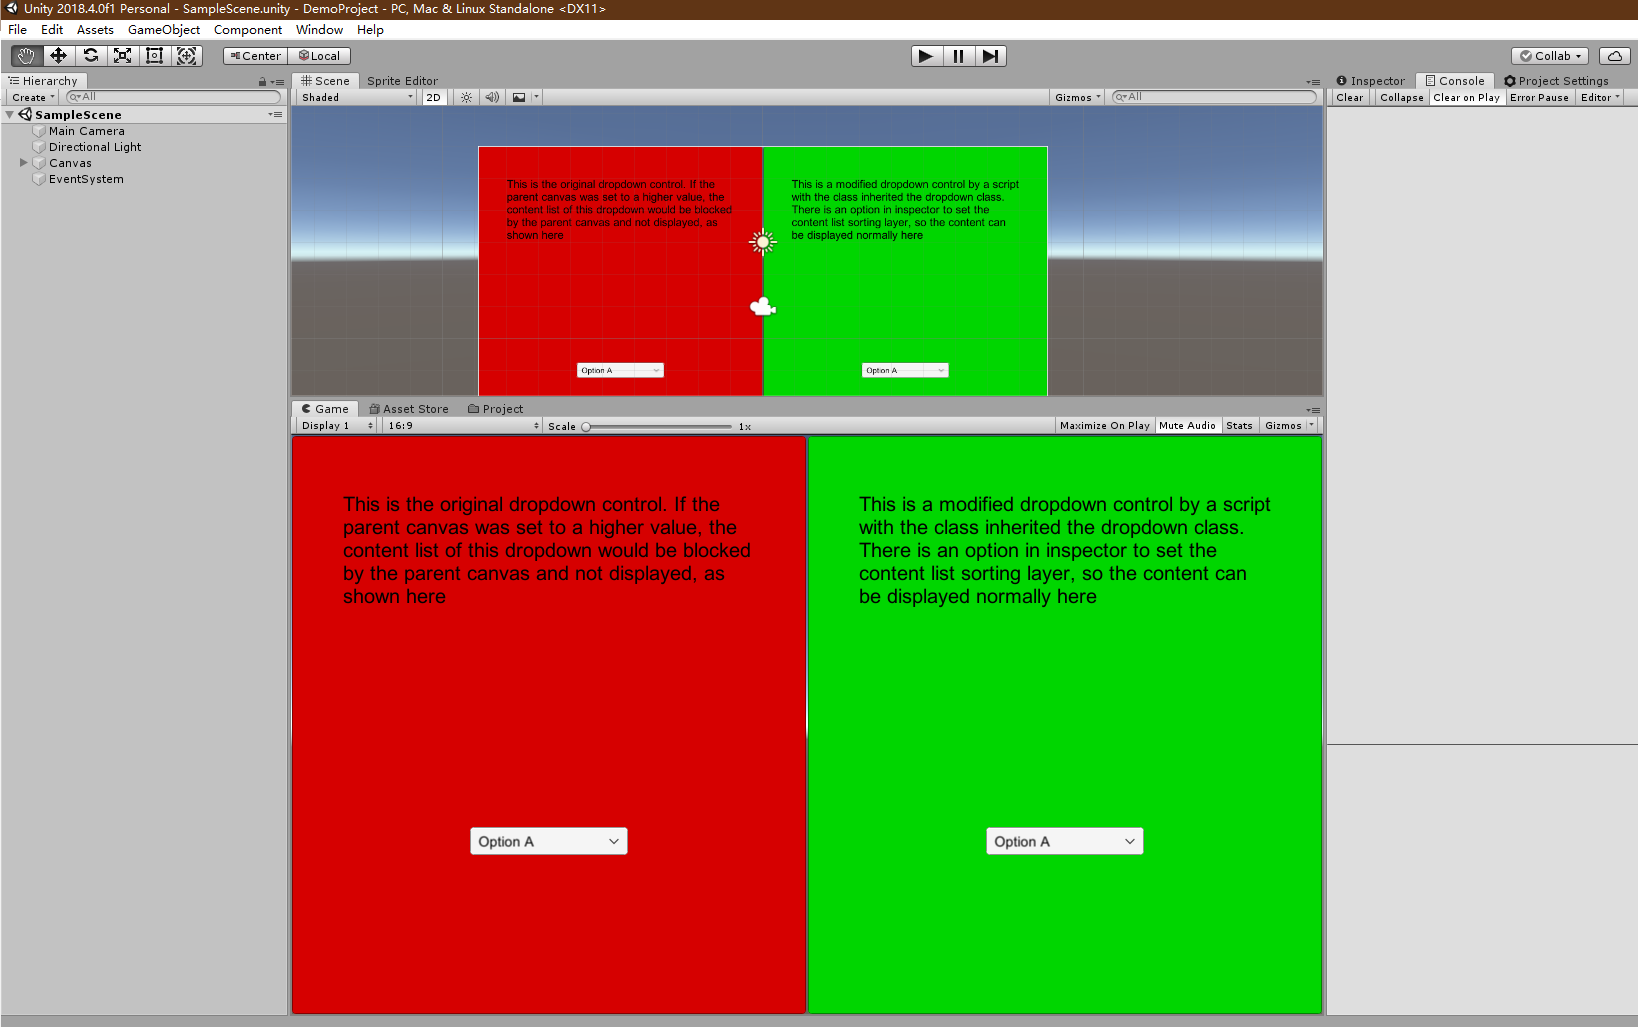 Unity 2018.4.0f1 Personal - SampleScene.unity - DemoProject - PC, Mac & Linux Standalone <DX11>
File Edit Assets GameObject Component Window Help
Center Local Collab
Hierarchy
Create All
SampleScene
Main Camera
Directional Light
Canvas
EventSystem
Scene Sprite Editor
Shaded 2D Gizmos All
This is the original dropdown control. If the
parent canvas was set to a higher value, the
content list of this dropdown would be blocked
by the parent canvas and not displayed, as
shown here
This is a modified dropdown control by a script
with the class inherited the dropdown class.
There is an option in inspector to set the
content list sorting layer, so the content can
be displayed normally here
Option A
Option A
Game Asset Store Project
Display 1 16:9 Scale 1x Maximize On Play Mute Audio Stats Gizmos
This is the original dropdown control. If the
parent canvas was set to a higher value, the
content list of this dropdown would be blocked
by the parent canvas and not displayed, as
shown here
This is a modified dropdown control by a script
with the class inherited the dropdown class.
There is an option in inspector to set the
content list sorting layer, so the content can
be displayed normally here
Option A
Option A
Inspector Console Project Settings
Clear Collapse Clear on Play Error Pause Editor